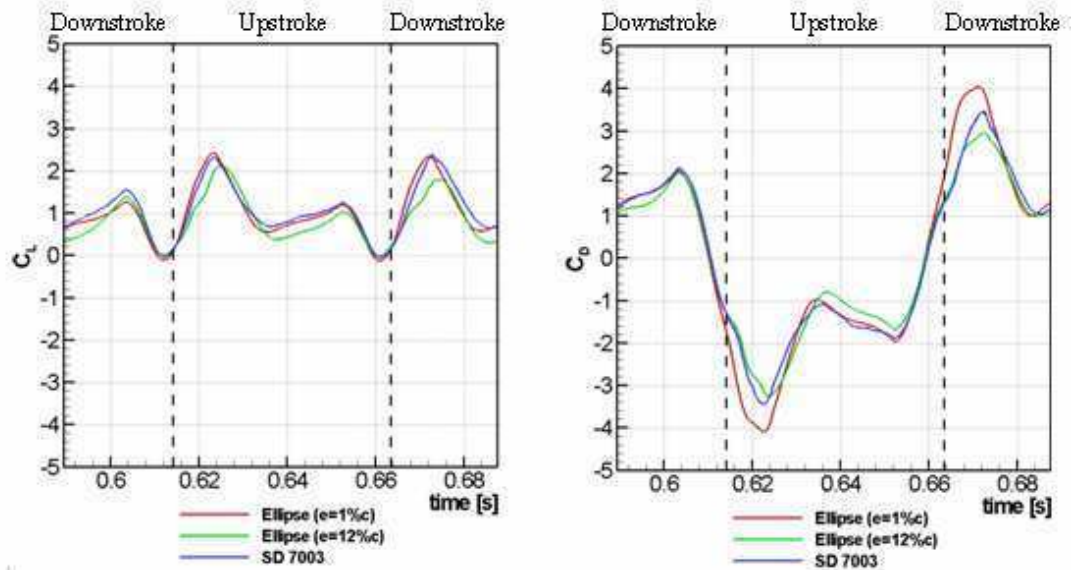 Downstroke Upstroke Downstroke
5
4
3
2
1
0
-1
-2
-3
-4
-5
C_L
0.6 0.62 0.64 0.66 0.68
time [s]
Ellipse (e=1%c)
Ellipse (e=12%c)
SD 7003
Upstroke Downstroke
5
4
3
2
1
0
-1
-2
-3
-4
-5
C_D
0.6 0.62 0.64 0.66 0.68
time [s]
Ellipse (e=1%c)
Ellipse (e=12%c)
SD 7003